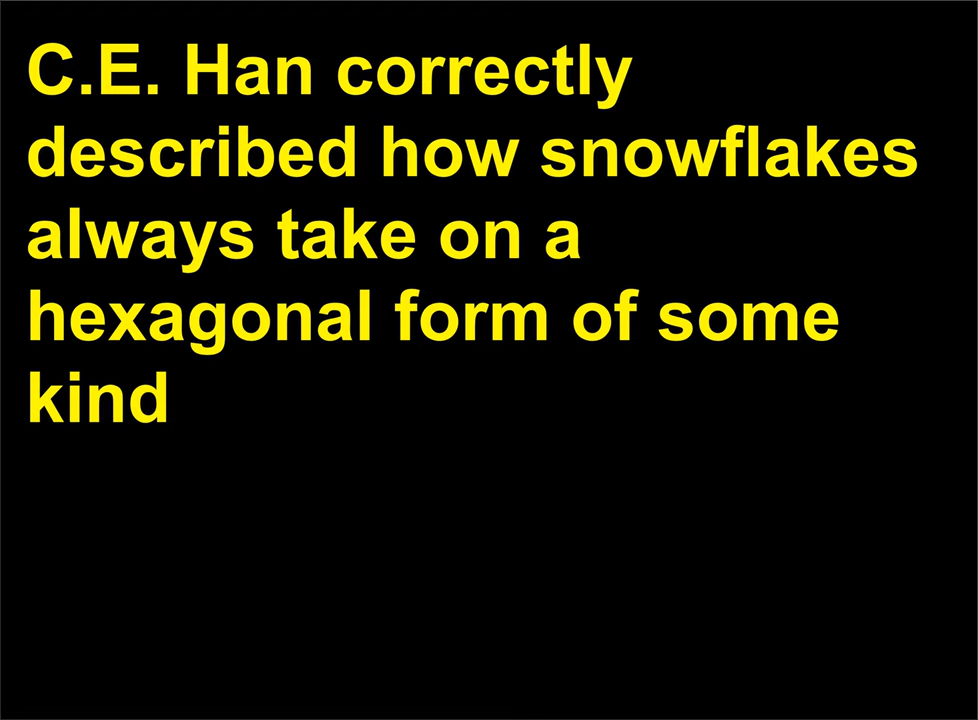 C.E. Han correctly
described how snowflakes
always take on a
hexagonal form of some
kind